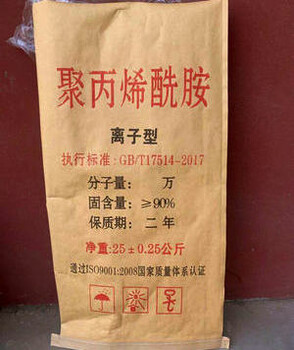 聚丙烯酰胺
离子型
执行标准:GB/T17514-2017
分子量: 万
固含量: ≥90%
保质期: 二年
净重:25±0.25公斤
通过ISO9001:2008国家质量体系认证